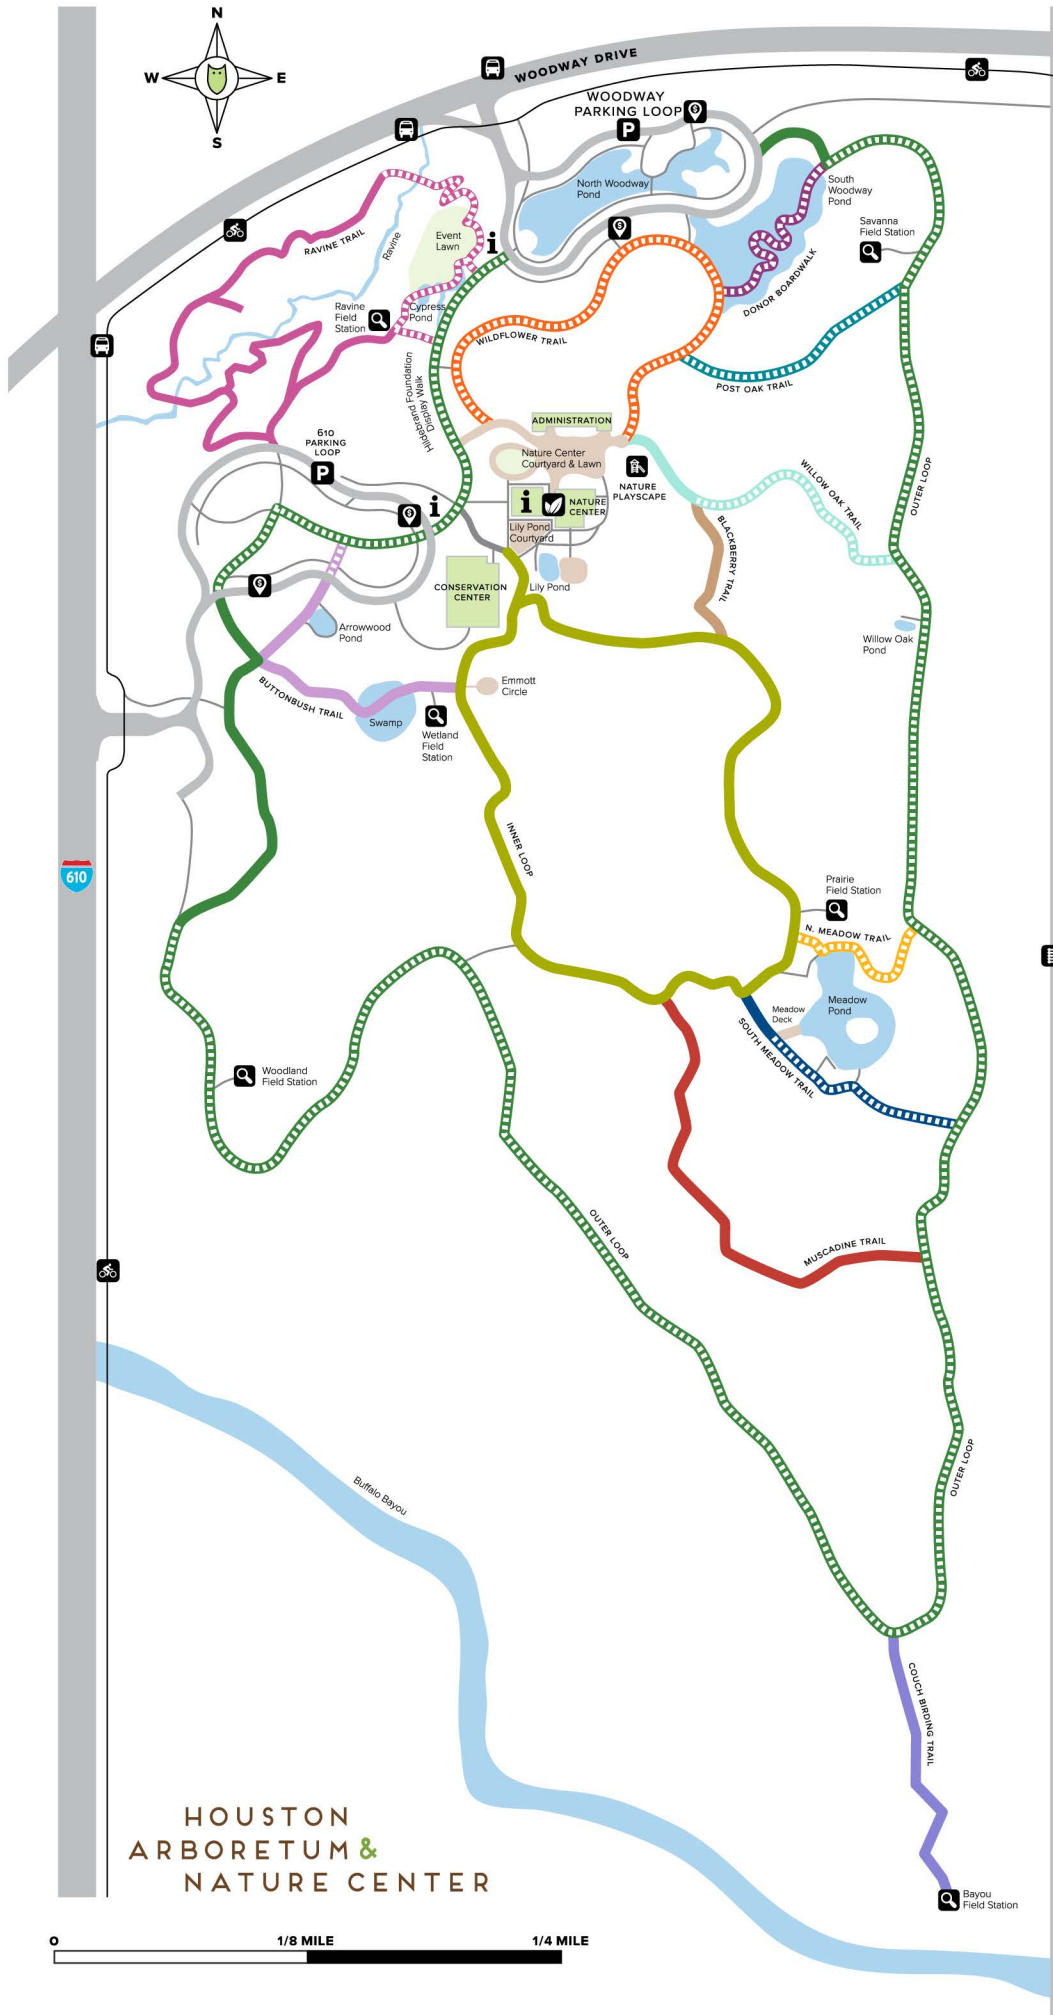 N
W
E
S
WOODWAY DRIVE
WOODWAY
PARKING LOOP
P
North Woodway
Pond
South
Woodway
Pond
Savanna
Field Station
DONOR BOARDWALK
RAVINE TRAIL
Ravine
Event
Lawn
i
Ravine
Field
Station
Cypress
Pond
WILDFLOWER TRAIL
POST OAK TRAIL
Hildebrand Foundation
Display Walk
ADMINISTRATION
Nature Center
Courtyard & Lawn
NATURE
PLAYSCAPE
610
PARKING
LOOP
P
i
i
NATURE
CENTER
Lily Pond
Courtyard
WILLOW OAK TRAIL
OUTER LOOP
BLACKBERRY TRAIL
CONSERVATION
CENTER
Lily Pond
Arrowwood
Pond
Willow Oak
Pond
BUTTONBUSH TRAIL
Emmott
Circle
Swamp
Wetland
Field
Station
INNER LOOP
610
Prairie
Field Station
N. MEADOW TRAIL
Meadow
Pond
Meadow
Deck
SOUTH MEADOW TRAIL
Woodland
Field Station
OUTER LOOP
MUSCADINE TRAIL
OUTER LOOP
Buffalo Bayou
COUCH BIRDING TRAIL
Bayou
Field Station
HOUSTON
ARBORETUM &
NATURE CENTER
0
1/8 MILE
1/4 MILE